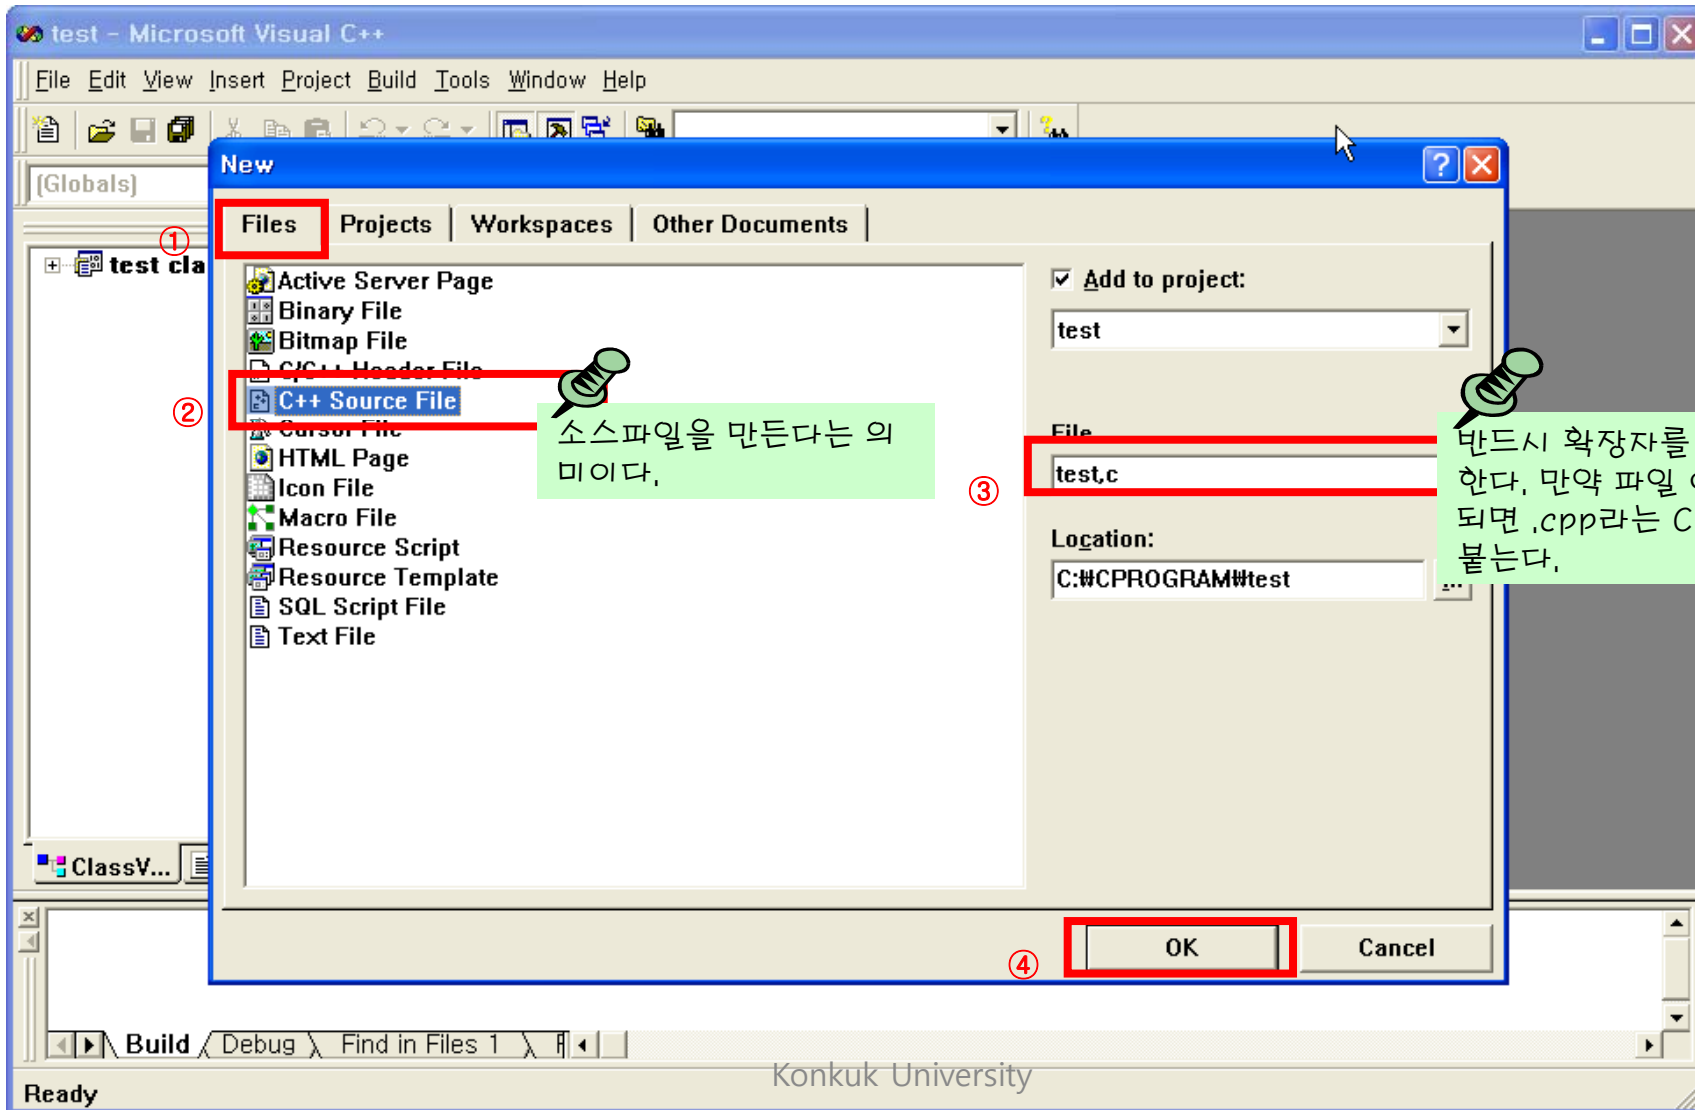 test - Microsoft Visual C++
File Edit View Insert Project Build Tools Window Help
(Globals)
New
Files Projects Workspaces Other Documents
①
test cla
Active Server Page
Binary File
Bitmap File
C/C++ Header File
②
C++ Source File
Cursor File
HTML Page
Icon File
Macro File
Resource Script
Resource Template
SQL Script File
Text File
소스파일을 만든다는 의
미이다.
Add to project:
test
File
③
test.c
반드시 확장자를
한다. 만약 파일
되면 .cpp라는 C
붙는다.
Location:
C:₩CPROGRAM₩test
...
ClassV...
④
OK Cancel
Build Debug Find in Files 1
Konkuk University
Ready